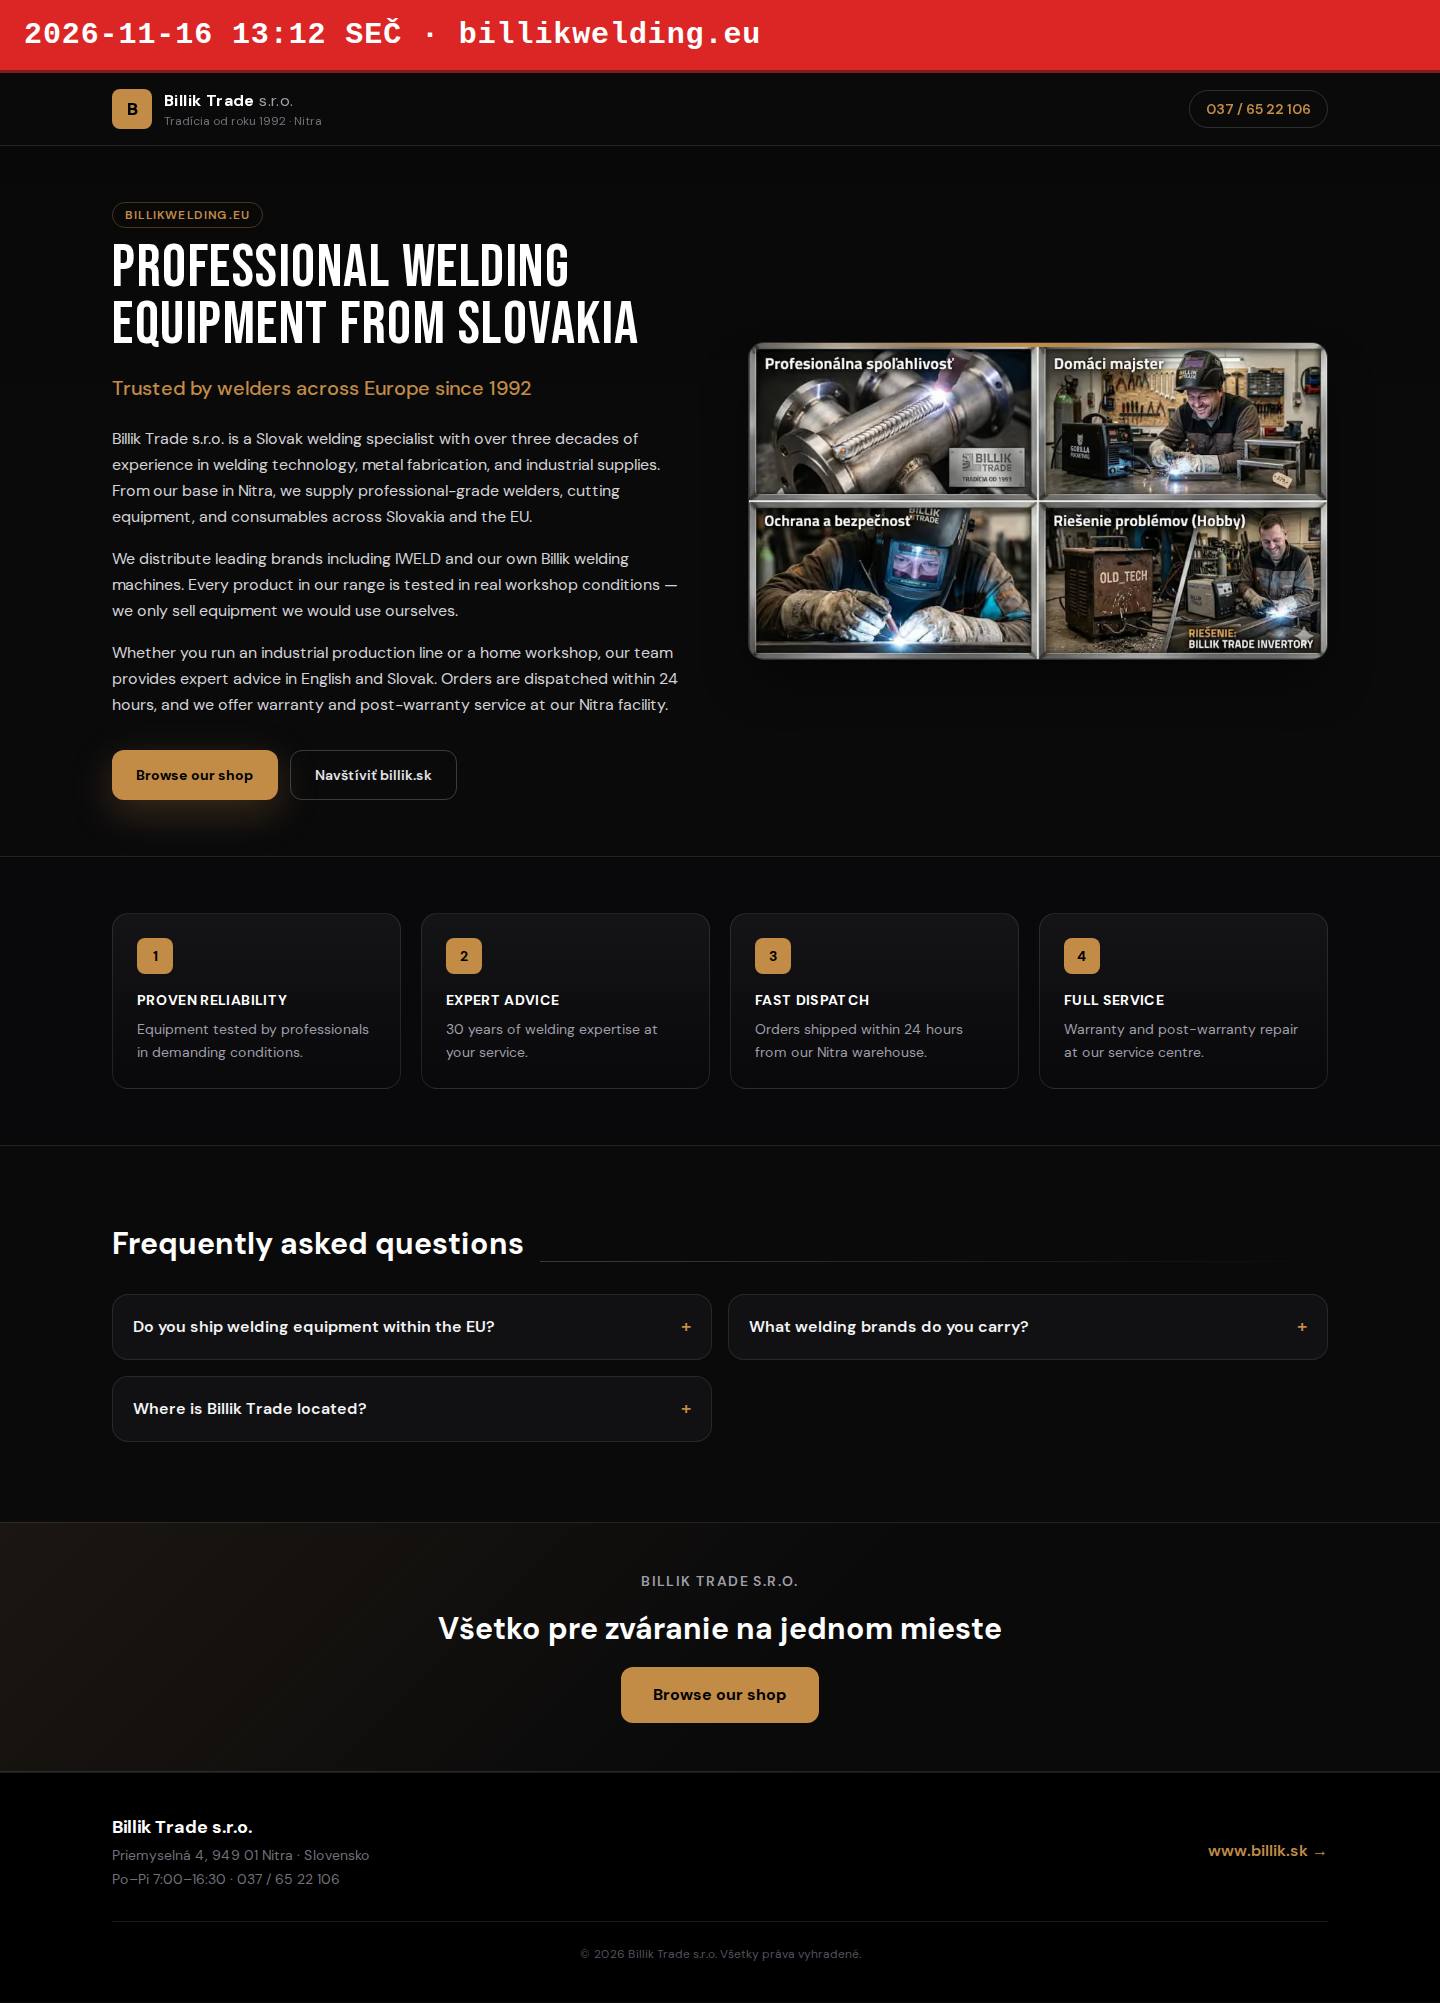 2026-11-16 13:12 SEČ · billikwelding.eu
B
Billik Trade s.r.o.
Tradícia od roku 1992 · Nitra
037 / 65 22 106
BILLIKWELDING.EU
PROFESSIONAL WELDING
EQUIPMENT FROM SLOVAKIA
Trusted by welders across Europe since 1992
Billik Trade s.r.o. is a Slovak welding specialist with over three decades of
experience in welding technology, metal fabrication, and industrial supplies.
From our base in Nitra, we supply professional-grade welders, cutting
equipment, and consumables across Slovakia and the EU.
We distribute leading brands including IWELD and our own Billik welding
machines. Every product in our range is tested in real workshop conditions —
we only sell equipment we would use ourselves.
Whether you run an industrial production line or a home workshop, our team
provides expert advice in English and Slovak. Orders are dispatched within 24
hours, and we offer warranty and post-warranty service at our Nitra facility.
Browse our shop
Navštíviť billik.sk
Profesionálna spoľahlivosť
BILLIK
TRADE
Domáci majster
BILLIK
TRADE
GORILLA
Ochrana a bezpečnosť
BILLIK
TRADE
Riešenie problémov (Hobby)
OLD_TECH
RIEŠENIE:
BILLIK TRADE INVERTORY
1
PROVEN RELIABILITY
Equipment tested by professionals
in demanding conditions.
2
EXPERT ADVICE
30 years of welding expertise at
your service.
3
FAST DISPATCH
Orders shipped within 24 hours
from our Nitra warehouse.
4
FULL SERVICE
Warranty and post-warranty repair
at our service centre.
Frequently asked questions
Do you ship welding equipment within the EU? +
What welding brands do you carry? +
Where is Billik Trade located? +
BILLIK TRADE S.R.O.
Všetko pre zváranie na jednom mieste
Browse our shop
Billik Trade s.r.o.
Priemyselná 4, 949 01 Nitra · Slovensko
Po–Pi 7:00–16:30 · 037 / 65 22 106
www.billik.sk →
© 2026 Billik Trade s.r.o. Všetky práva vyhradené.